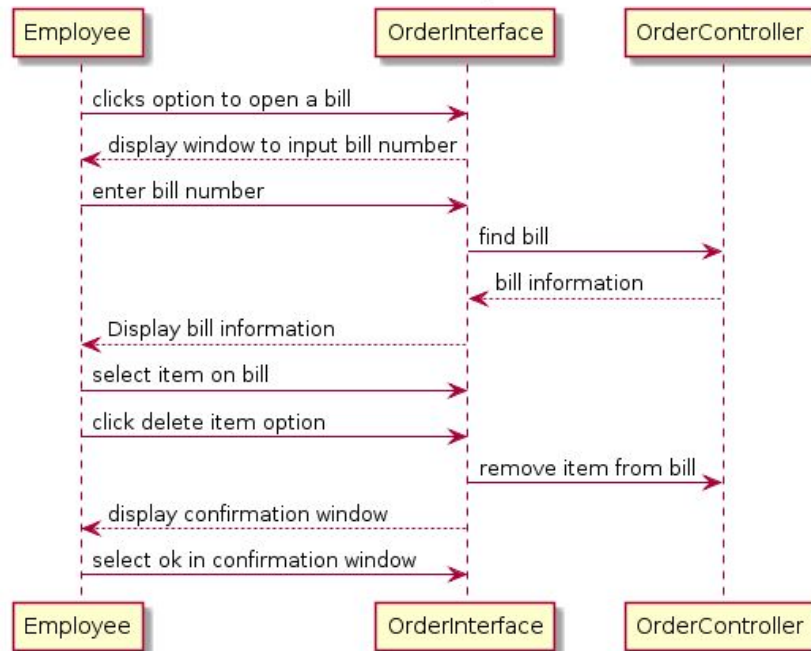 Employee
OrderInterface
OrderController
clicks option to open a bill
display window to input bill number
enter bill number
find bill
bill information
Display bill information
select item on bill
click delete item option
remove item from bill
display confirmation window
select ok in confirmation window
Employee
OrderInterface
OrderController